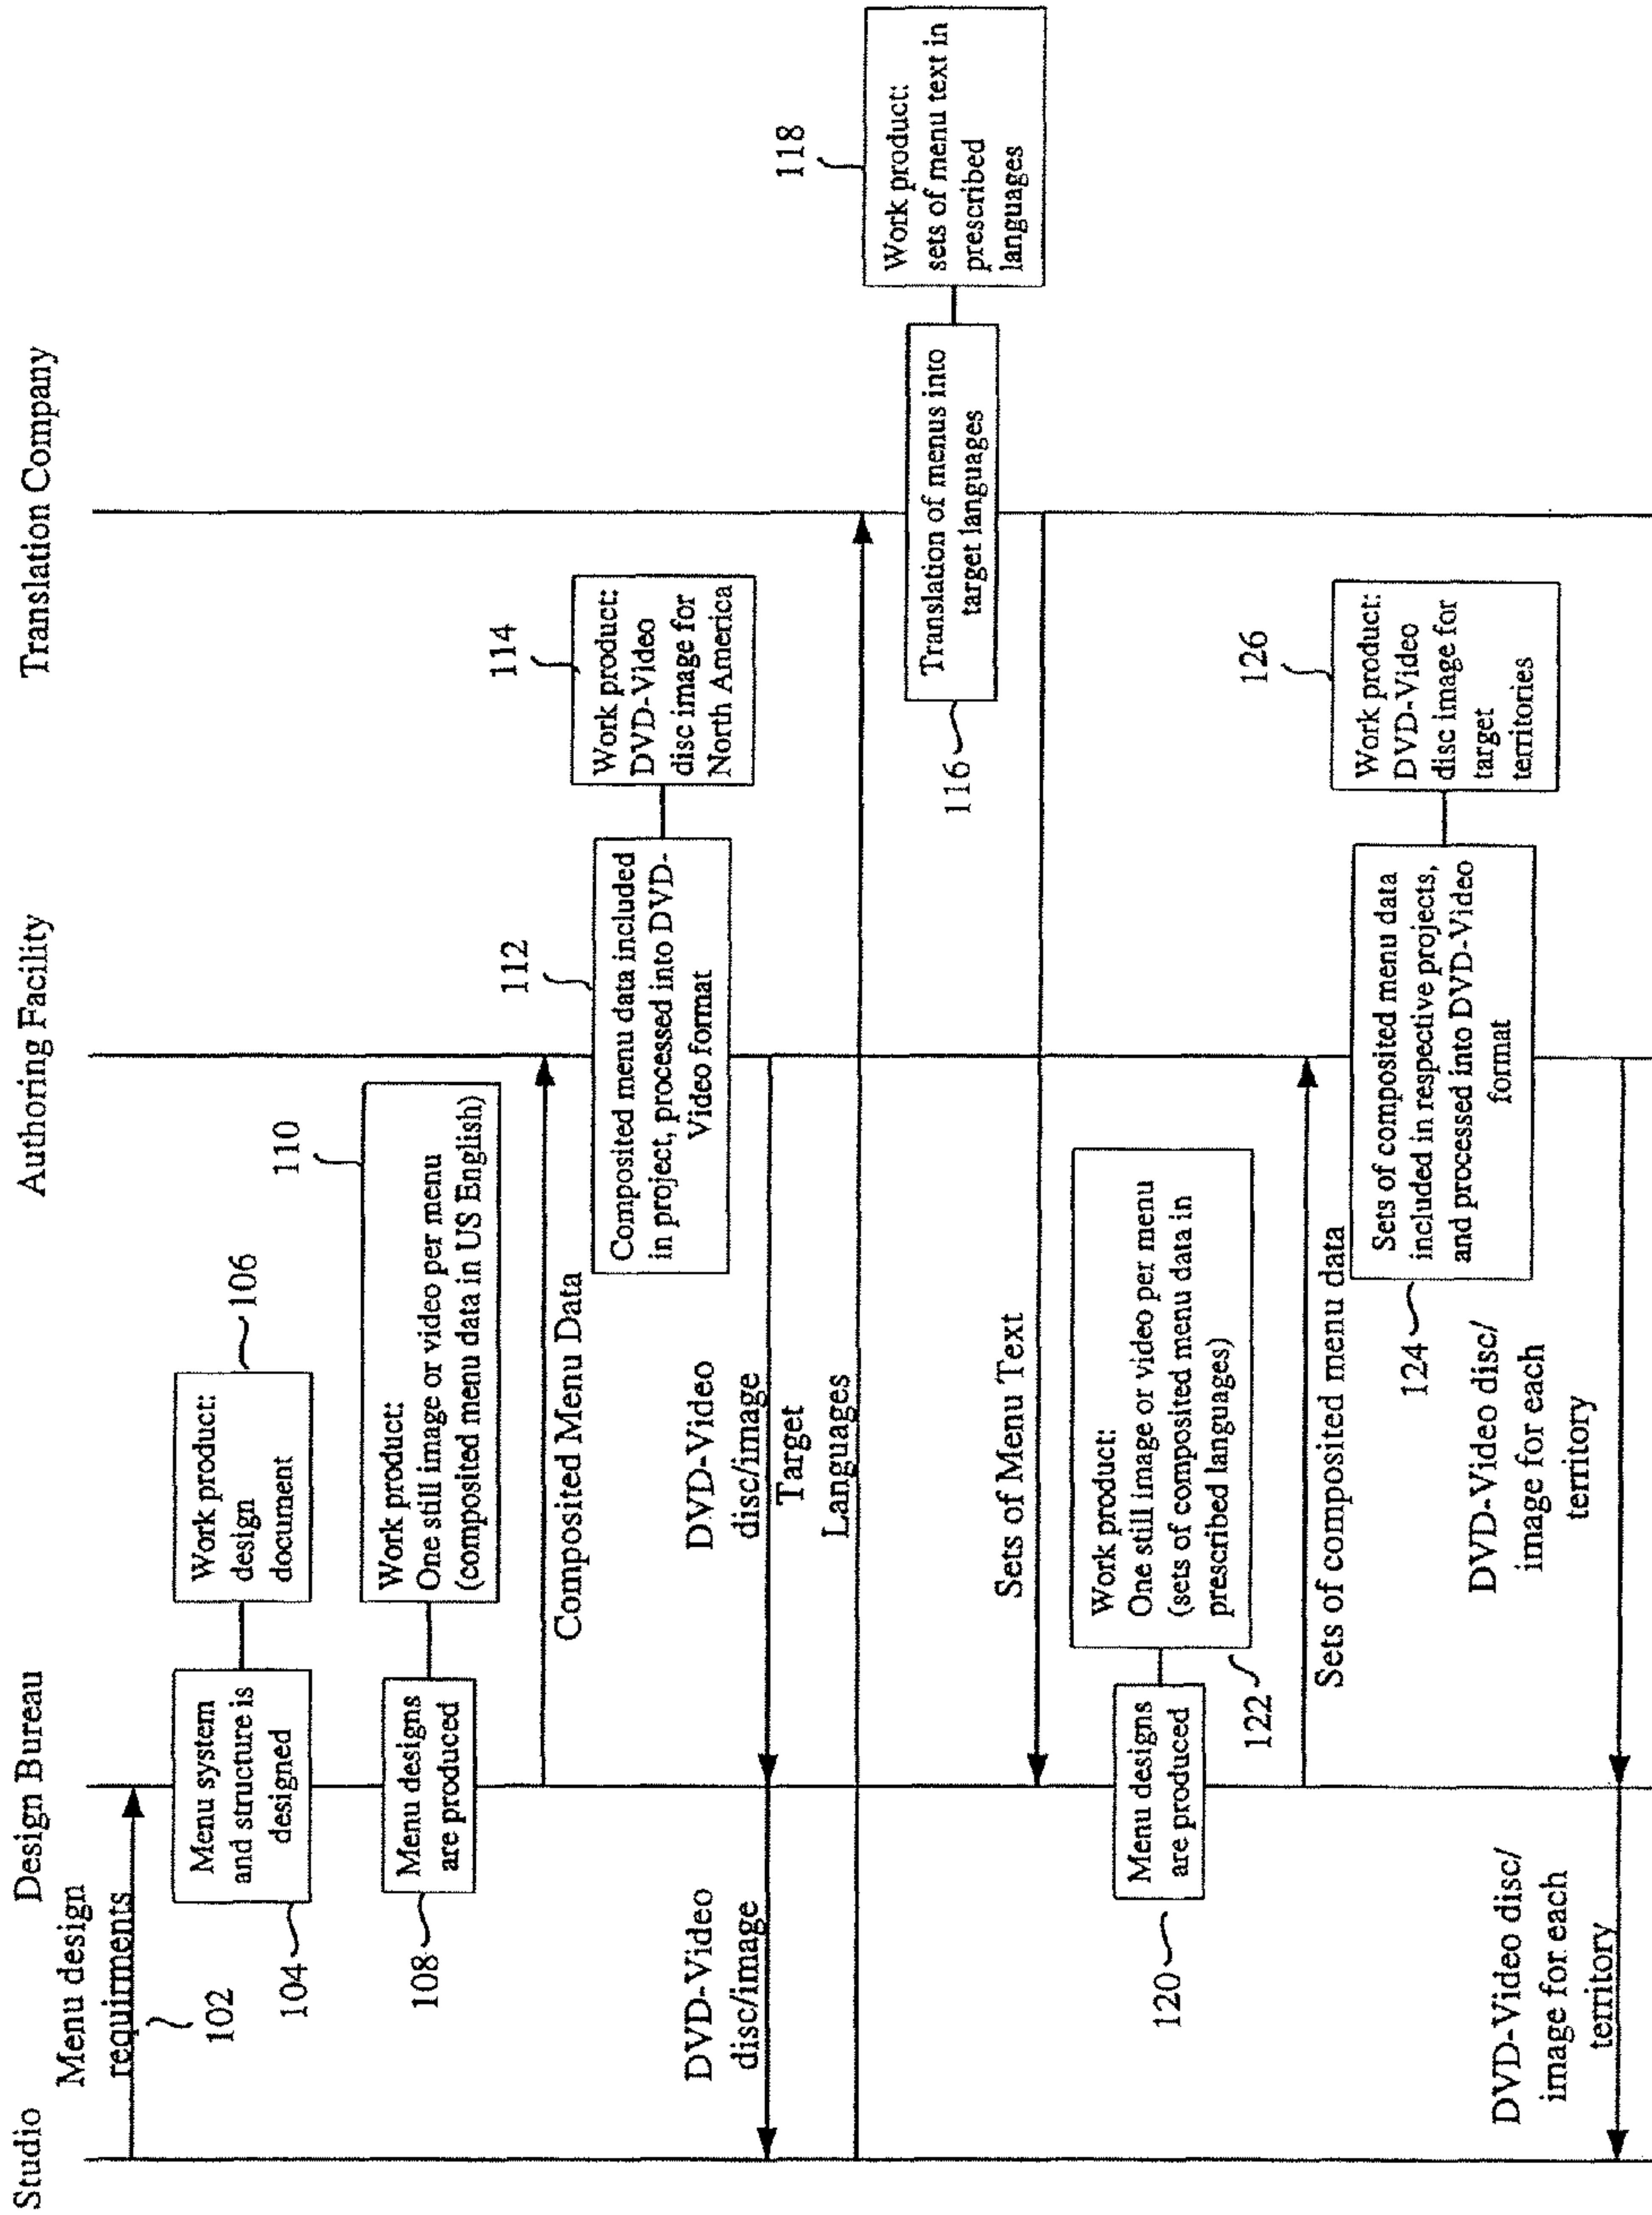 Studio
Design Bureau
Authoring Facility
Translation Company
Menu design
requirments
102
Menu system
and structure is
designed
104
Work product:
design
document
106
Menu designs
are produced
108
Work product:
One still image or video per menu
(composited menu data in US English)
110
Composited Menu Data
Composited menu data included
in project, processed into DVD-
Video format
112
Work product:
DVD-Video
disc image for
North America
114
DVD-Video
disc/image
DVD-Video
disc/image
Target
Languages
Translation of menus into
target languages
116
Work product:
sets of menu text in
prescribed
languages
118
Sets of Menu Text
Menu designs
are produced
120
Work product:
One still image or video per menu
(sets of composited menu data in
prescribed languages)
122
Sets of composited menu data
Sets of composited menu data
included in respective projects,
and processed into DVD-Video
format
124
Work product:
DVD-Video
disc image for
target
territories
126
DVD-Video disc/
image for each
territory
DVD-Video disc/
image for each
territory